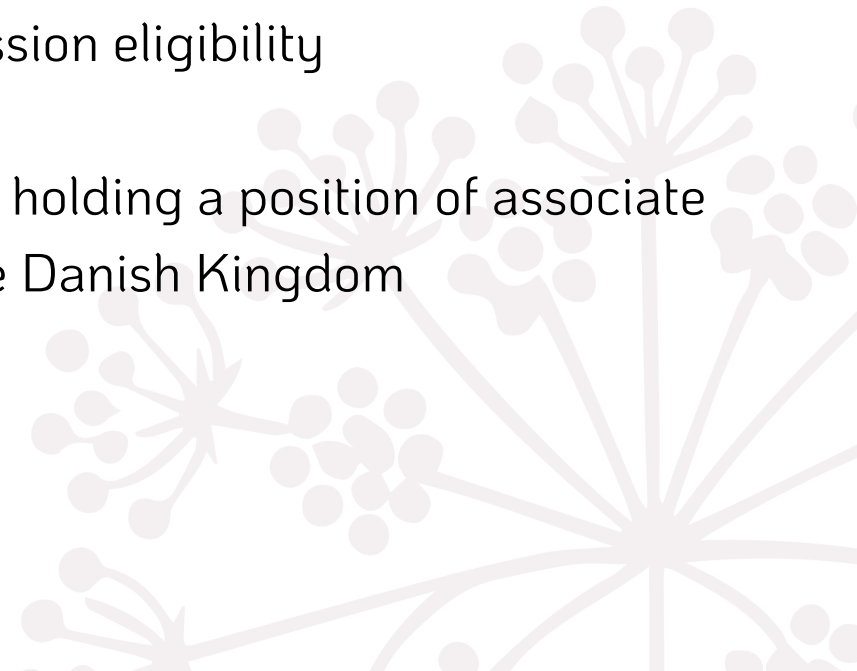 ssion eligibility
holding a position of associate
e Danish Kingdom